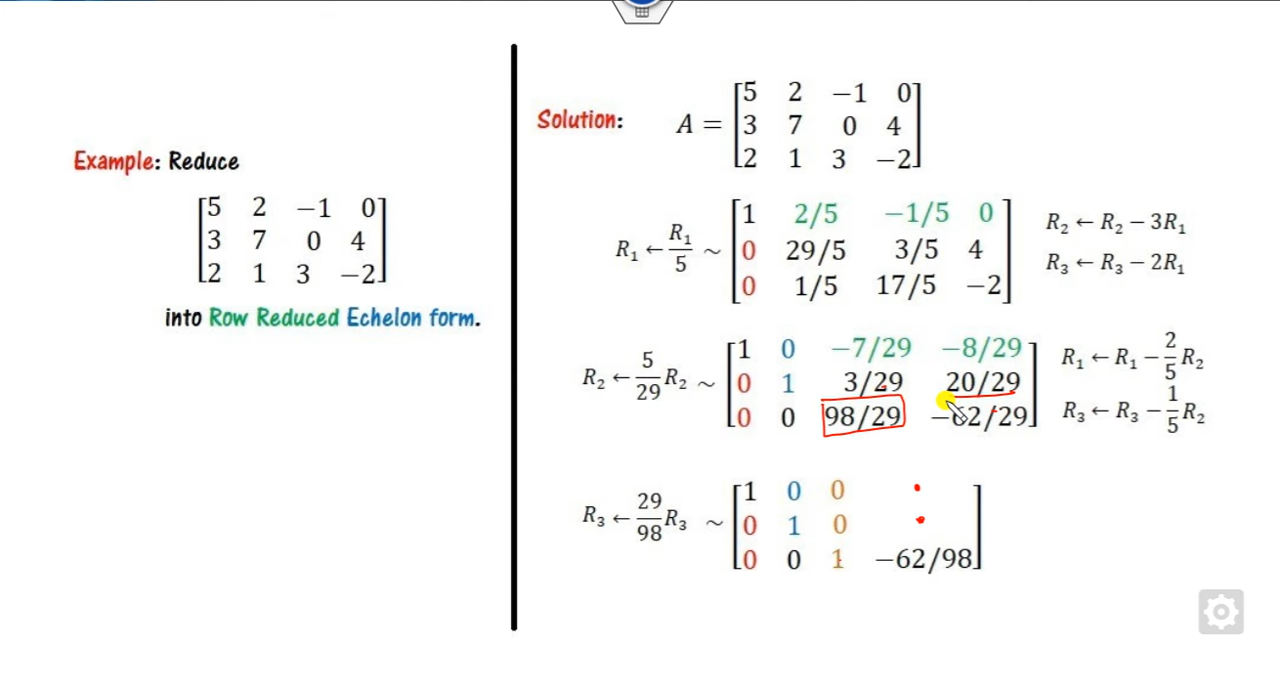 Example: Reduce
[5 2 −1 0]
[3 7 0 4]
[2 1 3 −2]
into Row Reduced Echelon form.
Solution: A = [5 2 −1 0]
[3 7 0 4]
[2 1 3 −2]
R₁ ← R₁/5 ~ [1 2/5 −1/5 0] R₂ ← R₂ − 3R₁
[0 29/5 3/5 4] R₃ ← R₃ − 2R₁
[0 1/5 17/5 −2]
R₂ ← 5/29 R₂ ~ [1 0 −7/29 −8/29] R₁ ← R₁ − 2/5 R₂
[0 1 3/29 20/29] R₃ ← R₃ − 1/5 R₂
[0 0 98/29 −62/29]
R₃ ← 29/98 R₃ ~ [1 0 0]
[0 1 0]
[0 0 1 −62/98]